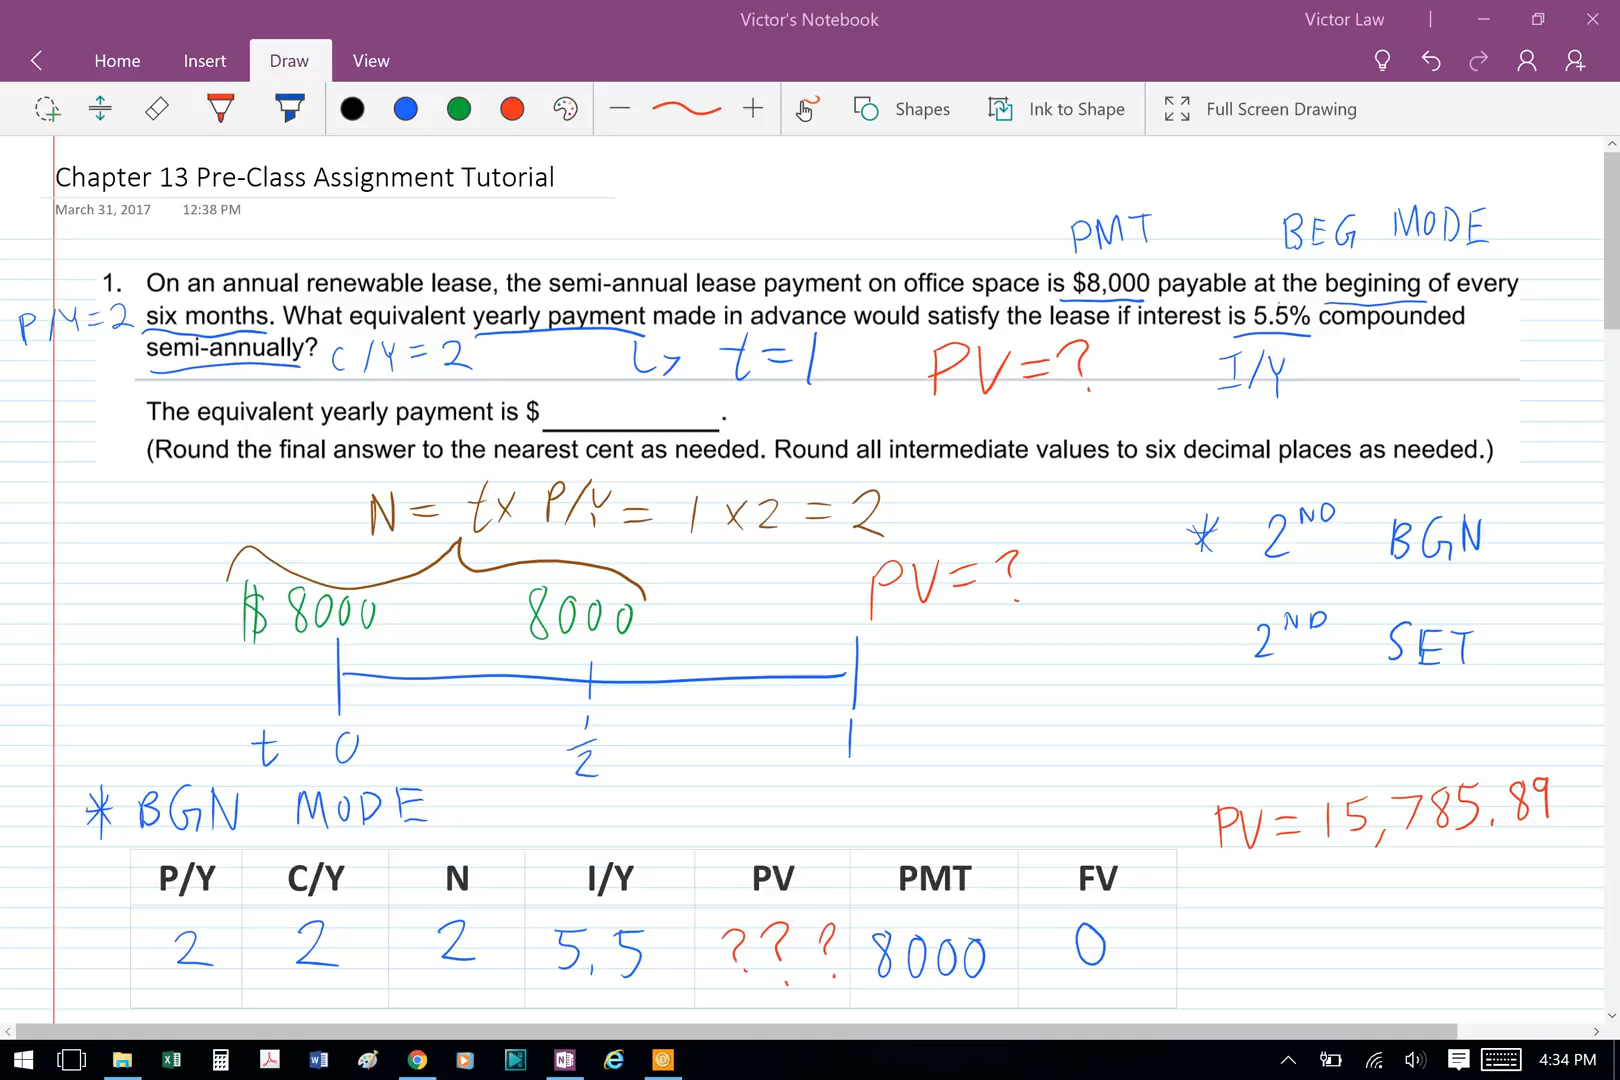 Victor's Notebook
Victor Law
Home Insert Draw View
Shapes Ink to Shape Full Screen Drawing
Chapter 13 Pre-Class Assignment Tutorial
March 31, 2017 12:38 PM
PMT BEG MODE
1. On an annual renewable lease, the semi-annual lease payment on office space is $8,000 payable at the begining of every
P/Y=2 six months. What equivalent yearly payment made in advance would satisfy the lease if interest is 5.5% compounded
semi-annually? C/Y=2 t=1 PV=? I/Y
The equivalent yearly payment is $ .
(Round the final answer to the nearest cent as needed. Round all intermediate values to six decimal places as needed.)
N= t× P/Y = 1 × 2 = 2
* 2ND BGN
PV=?
$8000 8000
2ND SET
t 0 1/2 1
* BGN MODE
PV= 15,785.89
P/Y C/Y N I/Y PV PMT FV
2 2 2 5.5 ??? 8000 0
4:34 PM